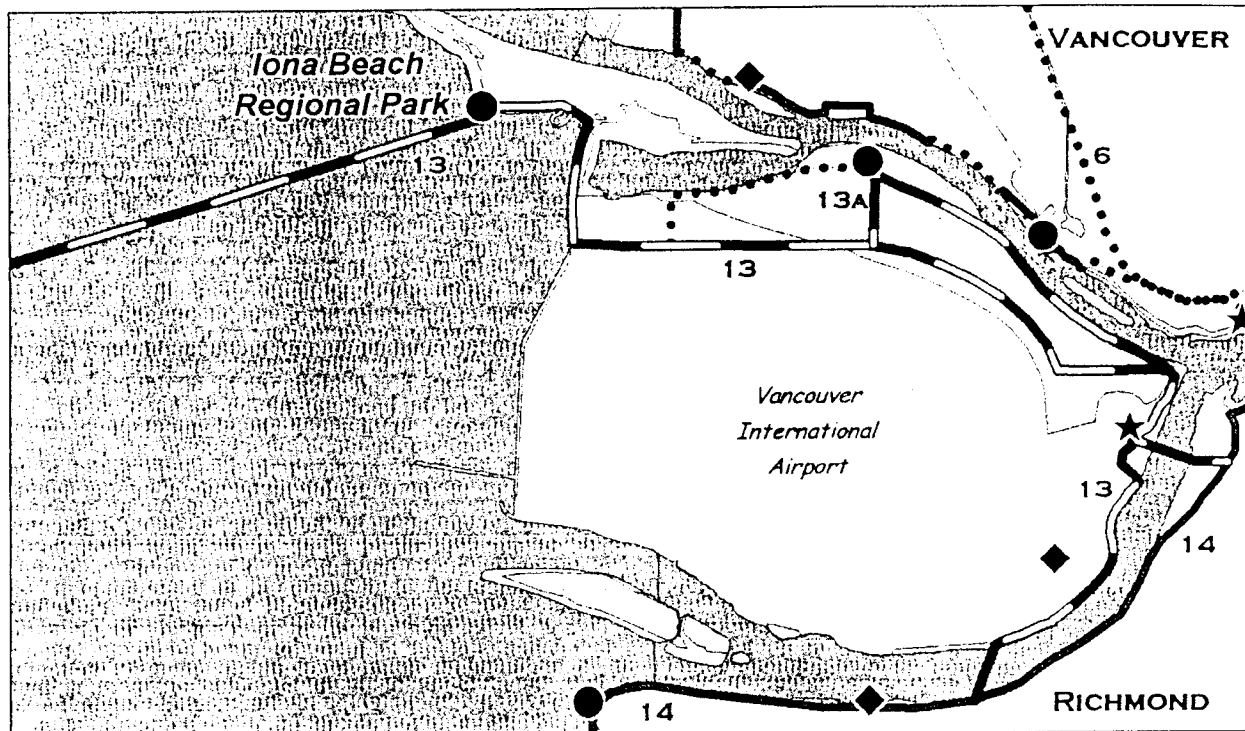 VANCOUVER
Iona Beach
Regional Park
13
6
13A
13
Vancouver
International
Airport
13
14
14
RICHMOND